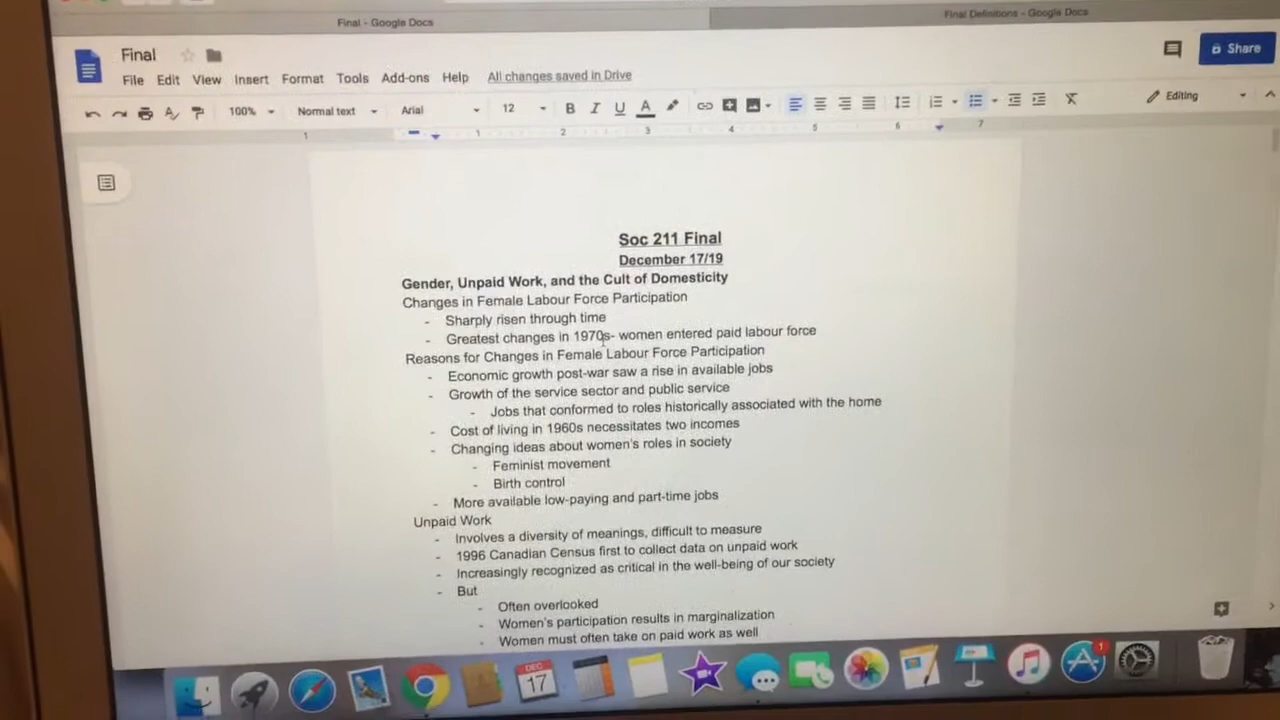 Final - Google Docs
Final Definitions - Google Docs
Final
Share
File Edit View Insert Format Tools Add-ons Help All changes saved in Drive
100% Normal text Arial 12 B I U A Editing
1 1 2 3 4 5 6 7
Soc 211 Final
December 17/19
Gender, Unpaid Work, and the Cult of Domesticity
Changes in Female Labour Force Participation
- Sharply risen through time
- Greatest changes in 1970s- women entered paid labour force
Reasons for Changes in Female Labour Force Participation
- Economic growth post-war saw a rise in available jobs
- Growth of the service sector and public service
- Jobs that conformed to roles historically associated with the home
- Cost of living in 1960s necessitates two incomes
- Changing ideas about women's roles in society
- Feminist movement
- Birth control
- More available low-paying and part-time jobs
Unpaid Work
- Involves a diversity of meanings, difficult to measure
- 1996 Canadian Census first to collect data on unpaid work
- Increasingly recognized as critical in the well-being of our society
- But
- Often overlooked
- Women's participation results in marginalization
- Women must often take on paid work as well
DEC
17
1